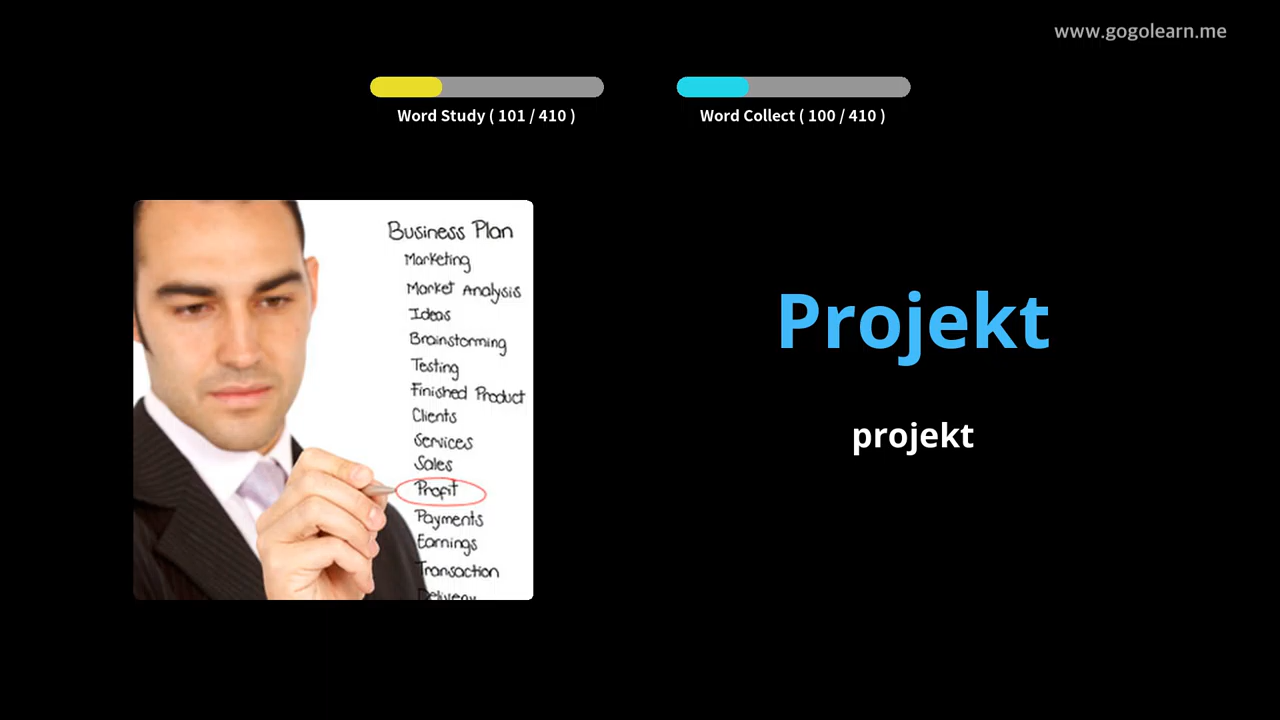 www.gogolearn.me
Word Study ( 101 / 410 )
Word Collect ( 100 / 410 )
Business Plan
Marketing
Market Analysis
Ideas
Brainstorming
Testing
Finished Product
Clients
Services
Sales
Profit
Payments
Earnings
Transaction
Delivery
Projekt
projekt